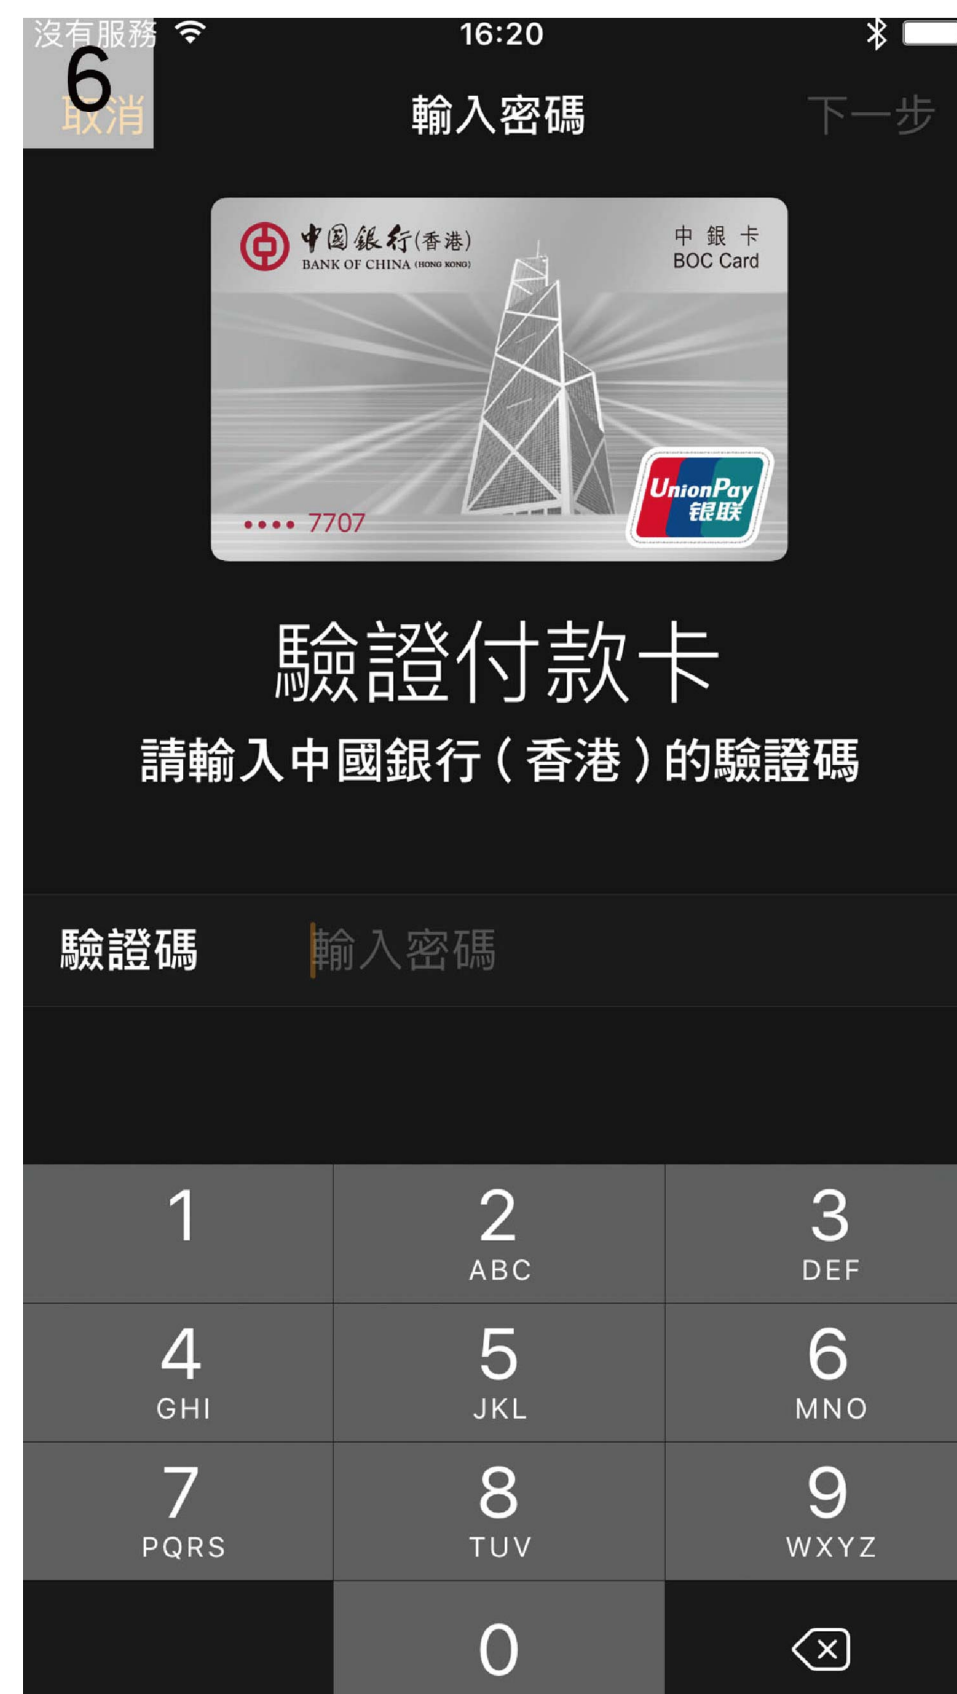 沒有服務 16:20
6
取消 輸入密碼 下一步
中國銀行(香港) 中銀卡
BANK OF CHINA (HONG KONG) BOC Card
UnionPay
银联
•••• 7707
驗證付款卡
請輸入中國銀行(香港)的驗證碼
驗證碼 輸入密碼
1 2 3
ABC DEF
4 5 6
GHI JKL MNO
7 8 9
PQRS TUV WXYZ
0